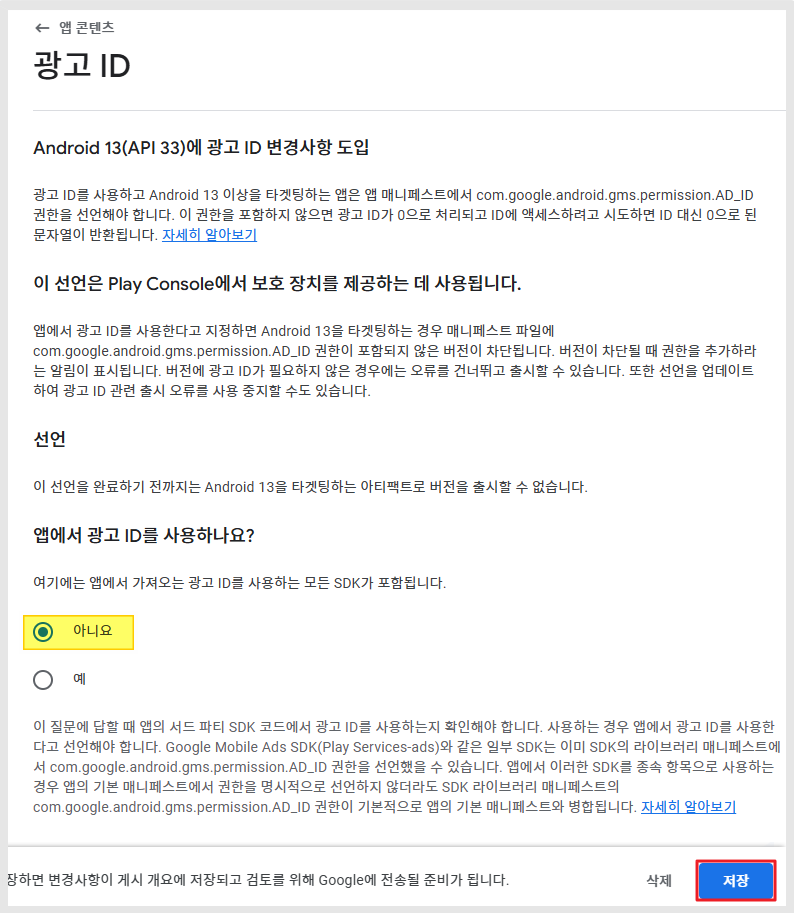 ← 앱 콘텐츠
광고 ID
Android 13(API 33)에 광고 ID 변경사항 도입
광고 ID를 사용하고 Android 13 이상을 타겟팅하는 앱은 앱 매니페스트에서 com.google.android.gms.permission.AD_ID
권한을 선언해야 합니다. 이 권한을 포함하지 않으면 광고 ID가 0으로 처리되고 ID에 액세스하려고 시도하면 ID 대신 0으로 된
문자열이 반환됩니다. 자세히 알아보기
이 선언은 Play Console에서 보호 장치를 제공하는 데 사용됩니다.
앱에서 광고 ID를 사용한다고 지정하면 Android 13을 타겟팅하는 경우 매니페스트 파일에
com.google.android.gms.permission.AD_ID 권한이 포함되지 않은 버전이 차단됩니다. 버전이 차단될 때 권한을 추가하라
는 알림이 표시됩니다. 버전에 광고 ID가 필요하지 않은 경우에는 오류를 건너뛰고 출시할 수 있습니다. 또한 선언을 업데이트
하여 광고 ID 관련 출시 오류를 사용 중지할 수도 있습니다.
선언
이 선언을 완료하기 전까지는 Android 13을 타겟팅하는 아티팩트로 버전을 출시할 수 없습니다.
앱에서 광고 ID를 사용하나요?
여기에는 앱에서 가져오는 광고 ID를 사용하는 모든 SDK가 포함됩니다.
아니요
예
이 질문에 답할 때 앱의 서드 파티 SDK 코드에서 광고 ID를 사용하는지 확인해야 합니다. 사용하는 경우 앱에서 광고 ID를 사용한
다고 선언해야 합니다. Google Mobile Ads SDK(Play Services-ads)와 같은 일부 SDK는 이미 SDK의 라이브러리 매니페스트에
서 com.google.android.gms.permission.AD_ID 권한을 선언했을 수 있습니다. 앱에서 이러한 SDK를 종속 항목으로 사용하는
경우 앱의 기본 매니페스트에서 권한을 명시적으로 선언하지 않더라도 SDK 라이브러리 매니페스트의
com.google.android.gms.permission.AD_ID 권한이 기본적으로 앱의 기본 매니페스트와 병합됩니다. 자세히 알아보기
장하면 변경사항이 게시 개요에 저장되고 검토를 위해 Google에 전송될 준비가 됩니다.
삭제
저장